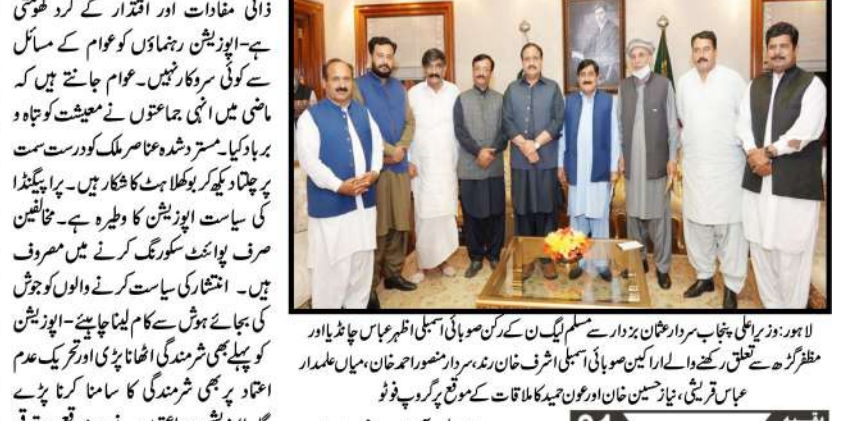 ذاتی مفادات اور اقتدار کے گرد گھومتی
ہے-اپوزیشن رہنماؤں کو عوام کے مسائل
سے کوئی سروکار نہیں۔عوام جانتے ہیں کہ
ماضی میں انہی جماعتوں نے معیشت کو تباہ و
برباد کیا۔مسترد شدہ عناصر ملک کو درست سمت
پر چلتا دیکھ کر بوکھلاہٹ کا شکار ہیں۔ پراپیگنڈا
کی سیاست اپوزیشن کا وطیرہ ہے۔مخالفین
صرف پوائنٹ سکورنگ کرنے میں مصروف
ہیں۔ انتشار کی سیاست کرنے والوں کو جوش
کی بجائے ہوش سے کام لینا چاہیئے-اپوزیشن
کو پہلے بھی شرمندگی اٹھانا پڑی اور تحریک عدم
اعتماد پر بھی شرمندگی کا سامنا کرنا پڑے
لاہور:وزیر اعلی پنجاب سردار عثمان بزدار سے مسلم لیگ ن کے رکن صوبائی اسمبلی اظہر عباس چانڈیا اور
مظفر گڑھ سے تعلق رکھنے والے اراکین صوبائی اسمبلی اشرف خان رند،سردار منصور احمد خان،میاں علمدار
عباس قریشی،نیاز حسین خان اور عون حمید کا ملاقات کے موقع پر گروپ فوٹو